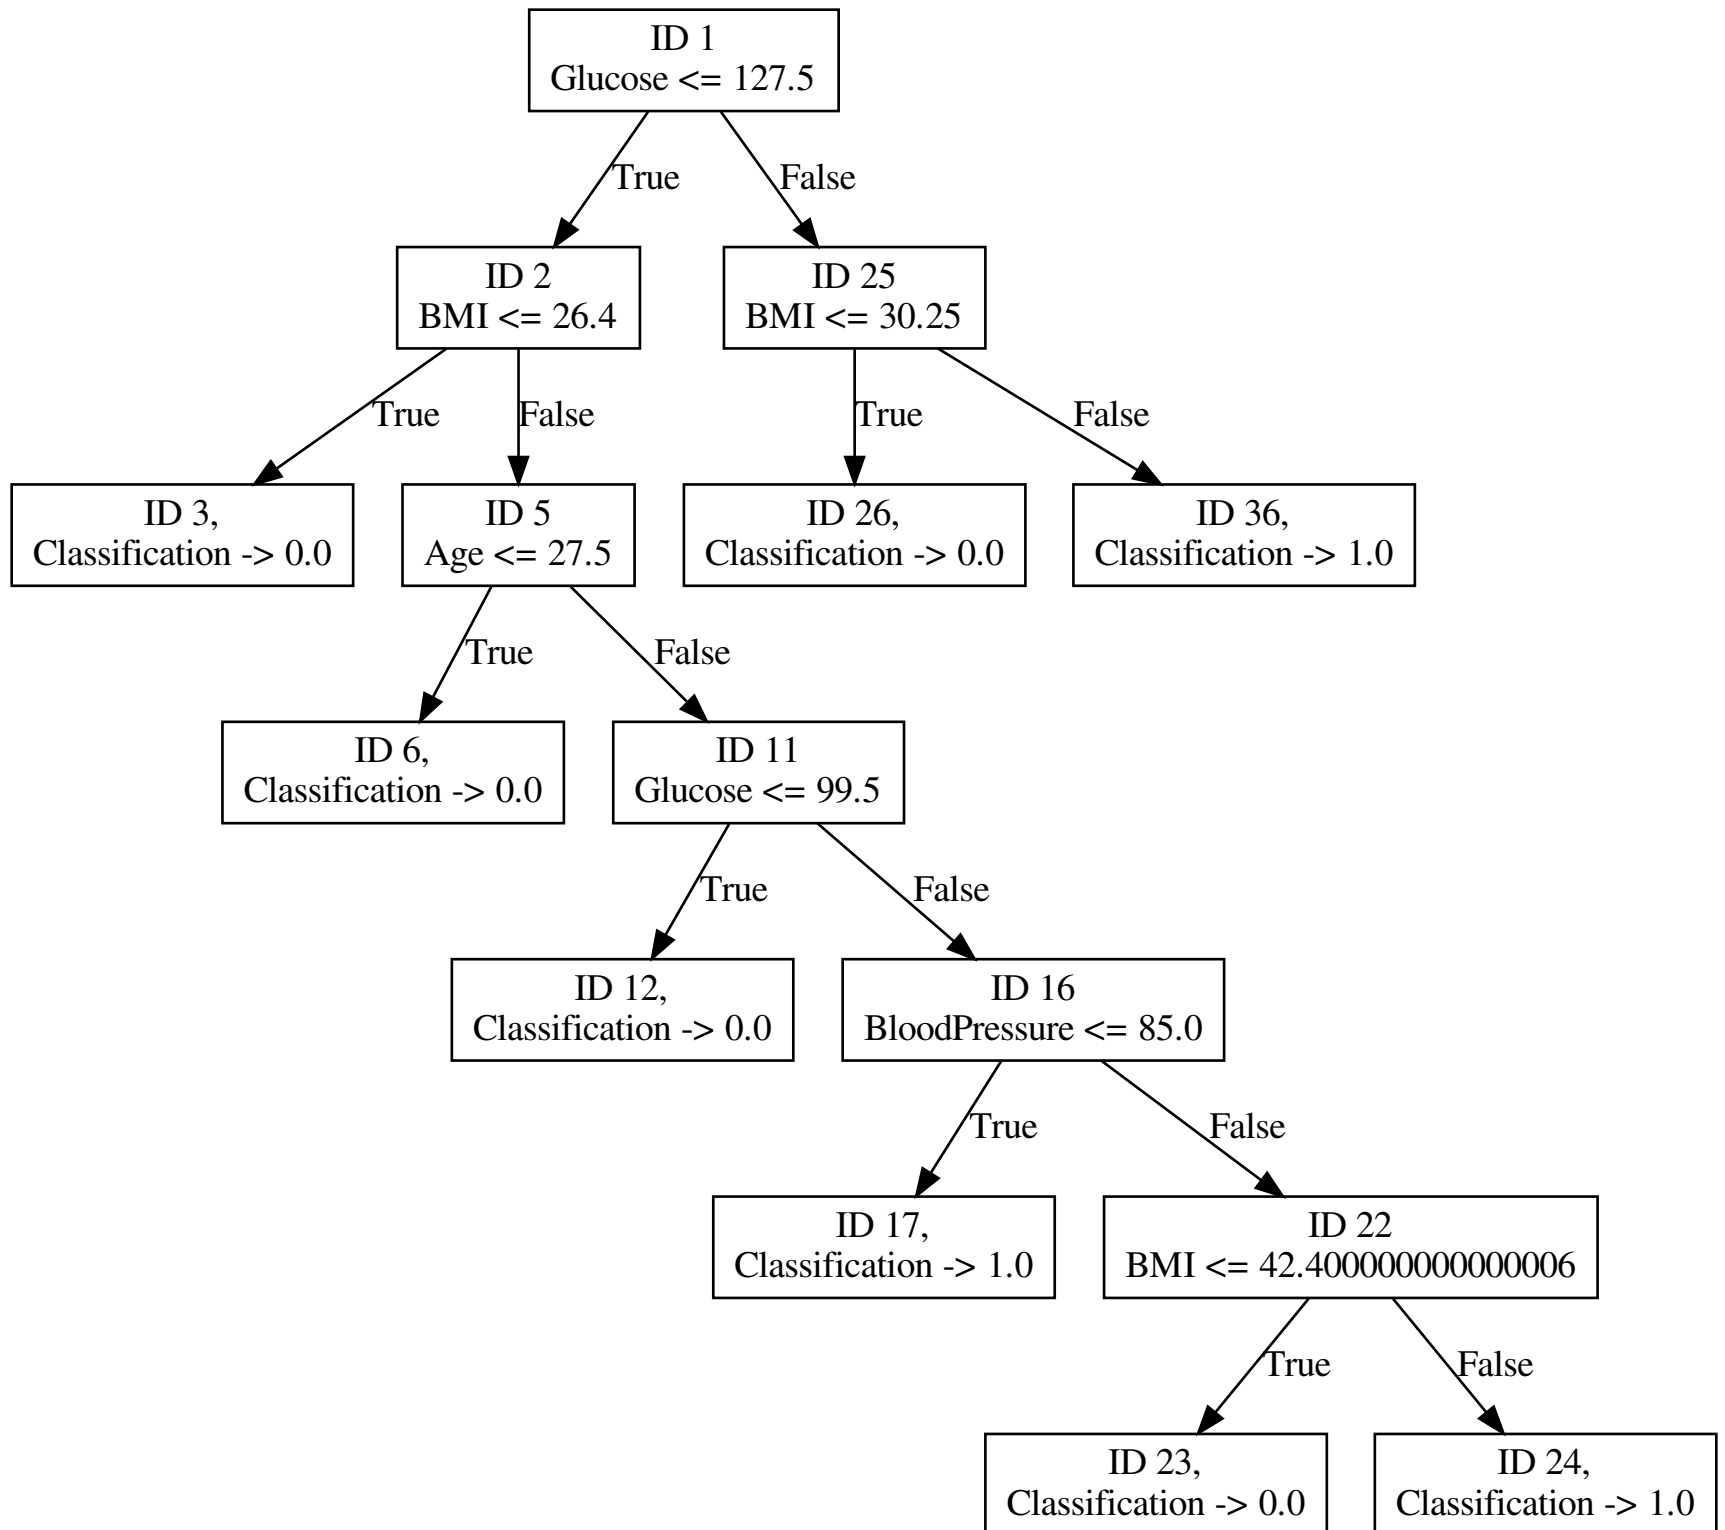 ID 1
Glucose <= 127.5
True
False
ID 2
BMI <= 26.4
ID 25
BMI <= 30.25
True
False
True
False
ID 3,
Classification -> 0.0
ID 5
Age <= 27.5
ID 26,
Classification -> 0.0
ID 36,
Classification -> 1.0
True
False
ID 6,
Classification -> 0.0
ID 11
Glucose <= 99.5
True
False
ID 12,
Classification -> 0.0
ID 16
BloodPressure <= 85.0
True
False
ID 17,
Classification -> 1.0
ID 22
BMI <= 42.400000000000006
True
False
ID 23,
Classification -> 0.0
ID 24,
Classification -> 1.0